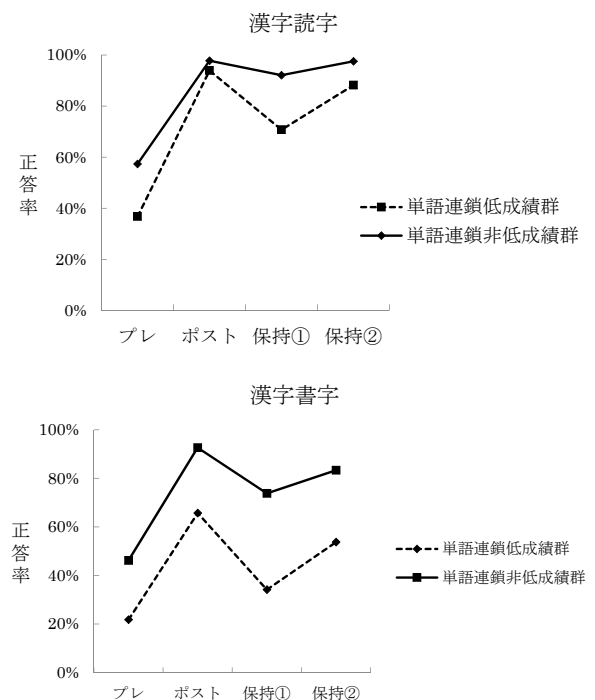 漢字読字
100%
80%
60%
40%
20%
0%
正答率
プレ ポスト 保持① 保持②
単語連鎖低成績群
単語連鎖非低成績群
漢字書字
100%
80%
60%
40%
20%
0%
正答率
プレ ポスト 保持① 保持②
単語連鎖低成績群
単語連鎖非低成績群